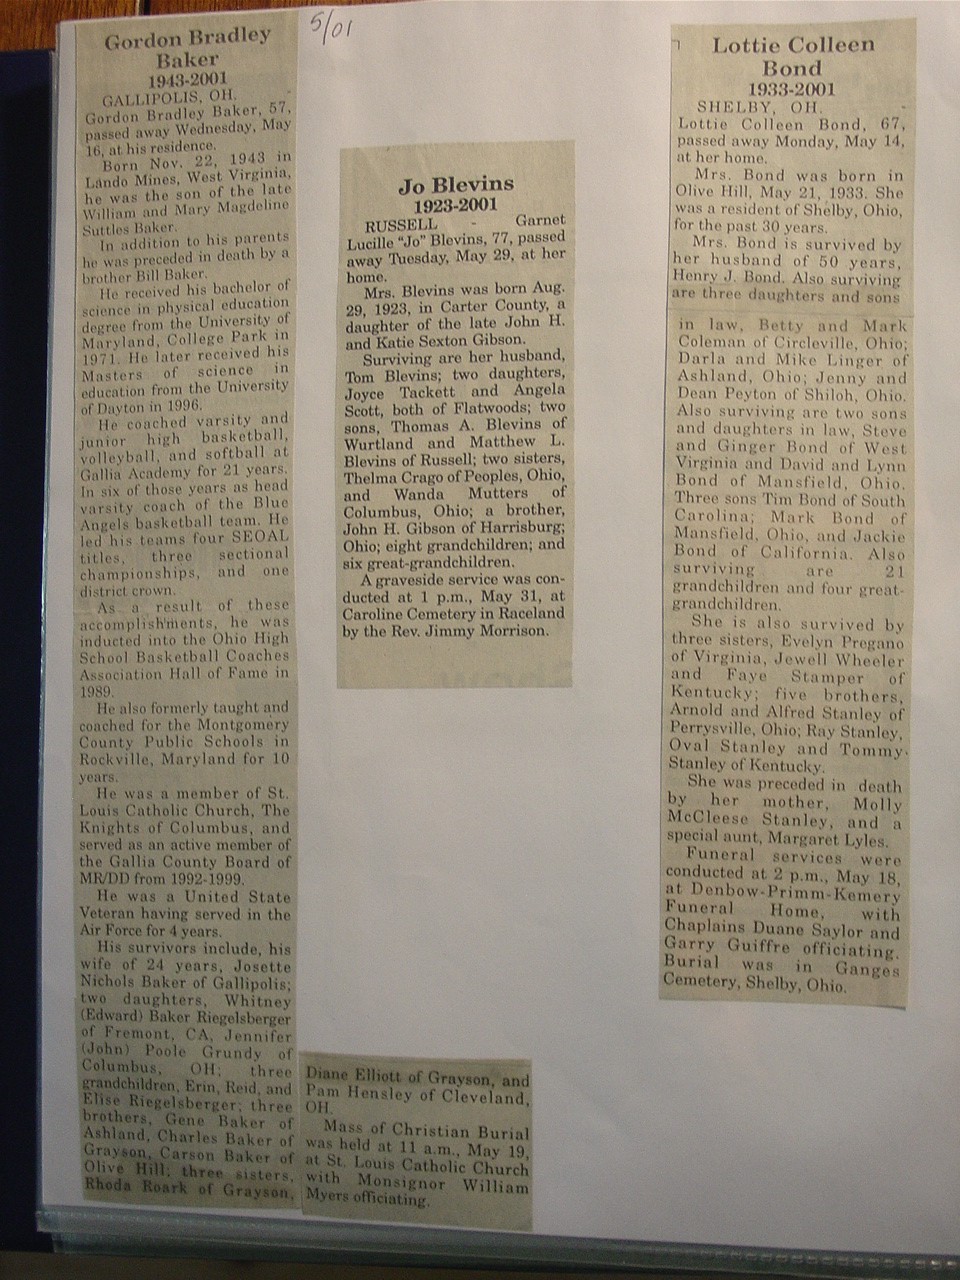 5/01
Gordon Bradley
Baker
1943-2001
GALLIPOLIS, OH. -
Gordon Bradley Baker, 57,
passed away Wednesday, May
16, at his residence.
Born Nov. 22, 1943 in
Lando Mines, West Virginia,
he was the son of the late
William and Mary Magdeline
Suttles Baker.
In addition to his parents
he was preceded in death by a
brother Bill Baker.
He received his bachelor of
science in physical education
degree from the University of
Maryland, College Park in
1971. He later received his
Masters of science in
education from the University
of Dayton in 1996.
He coached varsity and
junior high basketball,
volleyball, and softball at
Gallia Academy for 21 years.
In six of those years as head
varsity coach of the Blue
Angels basketball team. He
led his teams four SEOAL
titles, three sectional
championships, and one
district crown.
As a result of these
accomplishments, he was
inducted into the Ohio High
School Basketball Coaches
Association Hall of Fame in
1989.
He also formerly taught and
coached for the Montgomery
County Public Schools in
Rockville, Maryland for 10
years.
He was a member of St.
Louis Catholic Church, The
Knights of Columbus, and
served as an active member of
the Gallia County Board of
MR/DD from 1992-1999.
He was a United State
Veteran having served in the
Air Force for 4 years.
His survivors include, his
wife of 24 years, Josette
Nichols Baker of Gallipolis;
two daughters, Whitney
(Edward) Baker Riegelsberger
of Fremont, CA, Jennifer
(John) Poole Grundy of
Columbus, OH; three
grandchildren, Erin, Reid, and
Elise Riegelsberger; three
brothers, Gene Baker of
Ashland, Charles Baker of
Grayson, Carson Baker of
Olive Hill; three sisters,
Rhoda Roark of Grayson,
Diane Elliott of Grayson, and
Pam Hensley of Cleveland,
OH.
Mass of Christian Burial
was held at 11 a.m., May 19,
at St. Louis Catholic Church
with Monsignor William
Myers officiating.
Jo Blevins
1923-2001
RUSSELL - Garnet
Lucille "Jo" Blevins, 77, passed
away Tuesday, May 29, at her
home.
Mrs. Blevins was born Aug.
29, 1923, in Carter County, a
daughter of the late John H.
and Katie Sexton Gibson.
Surviving are her husband,
Tom Blevins; two daughters,
Joyce Tackett and Angela
Scott, both of Flatwoods; two
sons, Thomas A. Blevins of
Wurtland and Matthew L.
Blevins of Russell; two sisters,
Thelma Crago of Peoples, Ohio,
and Wanda Mutters of
Columbus, Ohio; a brother,
John H. Gibson of Harrisburg;
Ohio; eight grandchildren; and
six great-grandchildren.
A graveside service was con-
ducted at 1 p.m., May 31, at
Caroline Cemetery in Raceland
by the Rev. Jimmy Morrison.
Lottie Colleen
Bond
1933-2001
SHELBY, OH. -
Lottie Colleen Bond, 67,
passed away Monday, May 14,
at her home.
Mrs. Bond was born in
Olive Hill, May 21, 1933. She
was a resident of Shelby, Ohio,
for the past 30 years.
Mrs. Bond is survived by
her husband of 50 years,
Henry J. Bond. Also surviving
are three daughters and sons
in law, Betty and Mark
Coleman of Circleville, Ohio;
Darla and Mike Linger of
Ashland, Ohio; Jenny and
Dean Peyton of Shiloh, Ohio.
Also surviving are two sons
and daughters in law, Steve
and Ginger Bond of West
Virginia and David and Lynn
Bond of Mansfield, Ohio.
Three sons Tim Bond of South
Carolina; Mark Bond of
Mansfield, Ohio, and Jackie
Bond of California. Also
surviving are 21
grandchildren and four great-
grandchildren.
She is also survived by
three sisters, Evelyn Pregano
of Virginia, Jewell Wheeler
and Faye Stamper of
Kentucky; five brothers,
Arnold and Alfred Stanley of
Perrysville, Ohio; Ray Stanley,
Oval Stanley and Tommy
Stanley of Kentucky.
She was preceded in death
by her mother, Molly
McCleese Stanley, and a
special aunt, Margaret Lyles.
Funeral services were
conducted at 2 p.m., May 18,
at Denbow-Primm-Kemery
Funeral Home, with
Chaplains Duane Saylor and
Garry Guiffre officiating.
Burial was in Ganges
Cemetery, Shelby, Ohio.